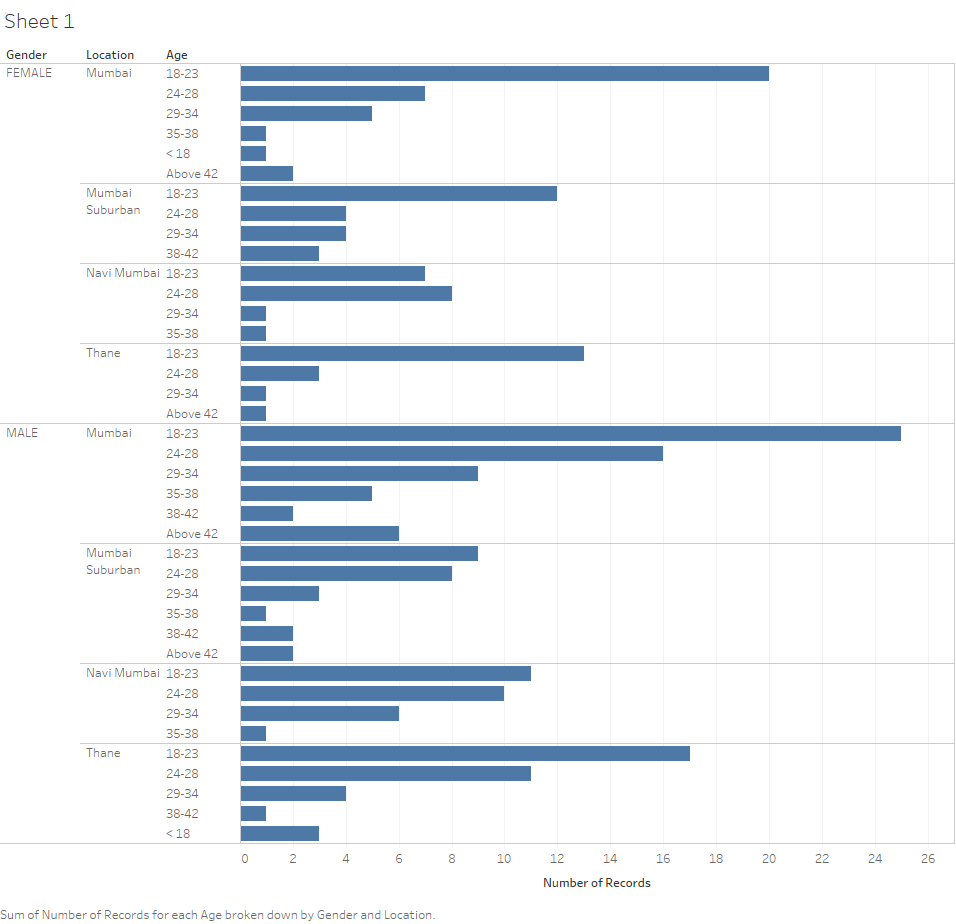 Sheet 1
Gender Location Age
FEMALE Mumbai 18-23
24-28
29-34
35-38
< 18
Above 42
Mumbai 18-23
Suburban 24-28
29-34
38-42
Navi Mumbai 18-23
24-28
29-34
35-38
Thane 18-23
24-28
29-34
Above 42
MALE Mumbai 18-23
24-28
29-34
35-38
38-42
Above 42
Mumbai 18-23
Suburban 24-28
29-34
35-38
38-42
Above 42
Navi Mumbai 18-23
24-28
29-34
35-38
Thane 18-23
24-28
29-34
38-42
< 18
0 2 4 6 8 10 12 14 16 18 20 22 24 26
Number of Records
Sum of Number of Records for each Age broken down by Gender and Location.